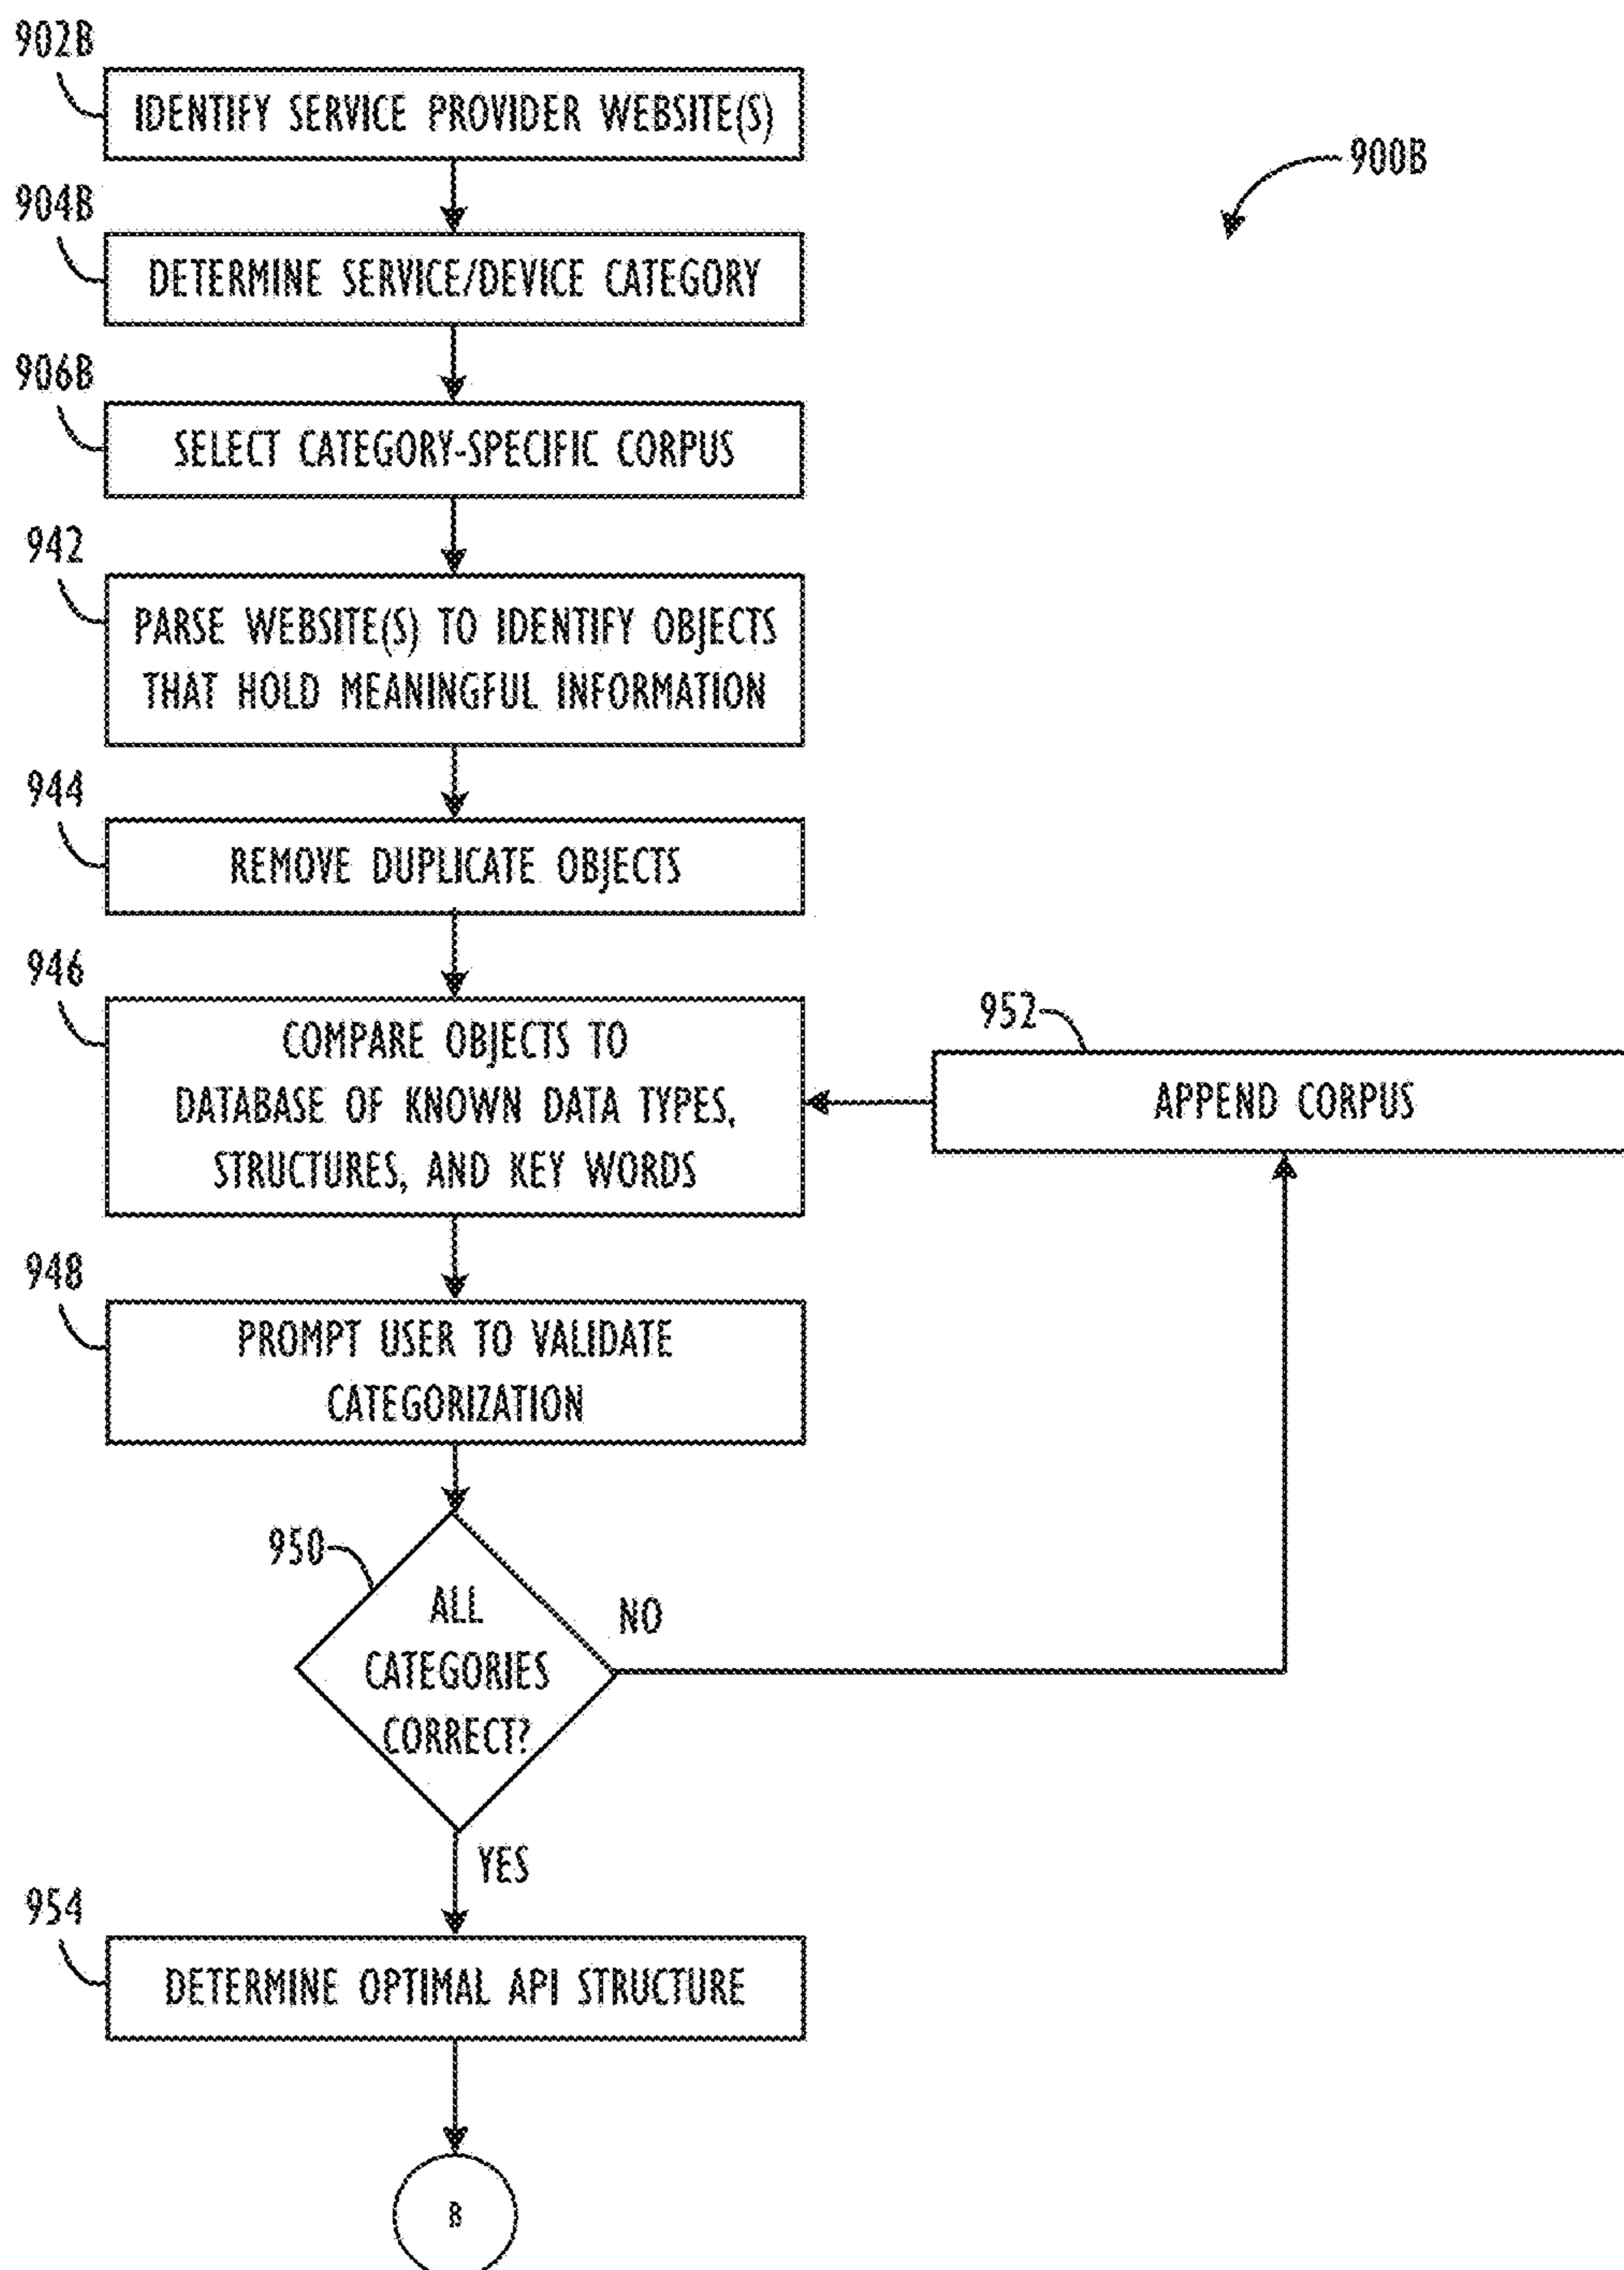 902B
IDENTIFY SERVICE PROVIDER WEBSITE(S)
900B
904B
DETERMINE SERVICE/DEVICE CATEGORY
906B
SELECT CATEGORY-SPECIFIC CORPUS
942
PARSE WEBSITE(S) TO IDENTIFY OBJECTS
THAT HOLD MEANINGFUL INFORMATION
944
REMOVE DUPLICATE OBJECTS
946
COMPARE OBJECTS TO
DATABASE OF KNOWN DATA TYPES,
STRUCTURES, AND KEY WORDS
952
APPEND CORPUS
948
PROMPT USER TO VALIDATE
CATEGORIZATION
950
ALL
CATEGORIES
CORRECT?
NO
YES
954
DETERMINE OPTIMAL API STRUCTURE
B